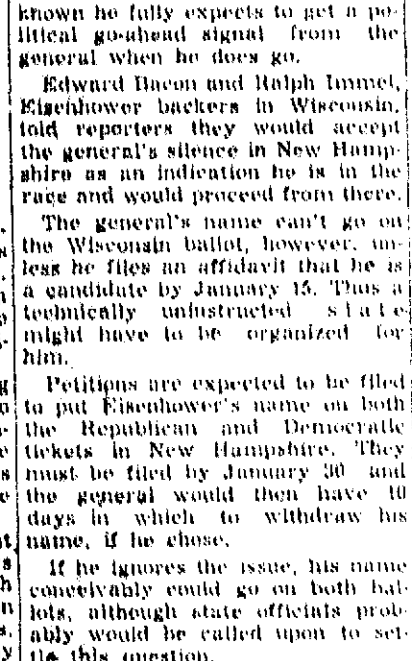 known he fully expects to get a po-
litical go-ahead signal from the
general when he does go.
Edward Bacon and Ralph Immel,
Eisenhower backers in Wisconsin,
told reporters they would accept
the general's silence in New Hamp-
shire as an indication he is in the
race and would proceed from there.
The general's name can't go on
the Wisconsin ballot, however, un-
less he files an affidavit that he is
a candidate by January 15. Thus a
technically uninstructed slate
might have to be organized for
him.
Petitions are expected to be filed
to put Eisenhower's name on both
the Republican and Democratic
tickets in New Hampshire. They
must be filed by January 30 and
the general would then have 10
days in which to withdraw his
name, if he chose.
If he ignores the issue, his name
conceivably could go on both bal-
lots, although state officials prob-
ably would be called upon to set-
tle this question.